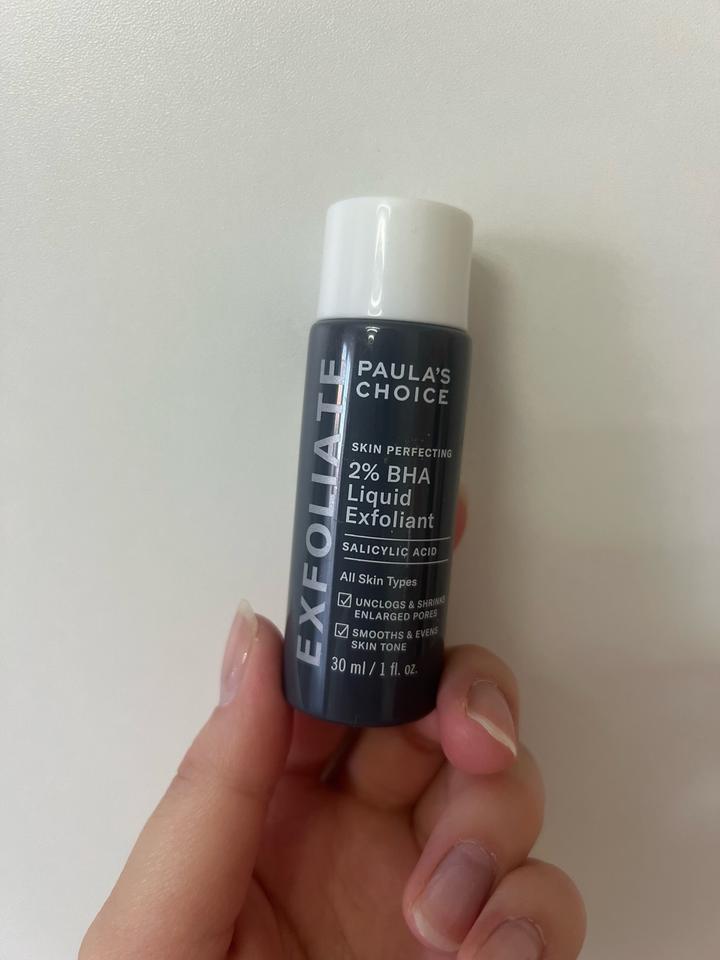 EXFOLIATE
PAULA'S
CHOICE
SKIN PERFECTING
2% BHA
Liquid
Exfoliant
SALICYLIC ACID
All Skin Types
UNCLOGS & SHRINKS
ENLARGED PORES
SMOOTHS & EVENS
SKIN TONE
30 ml / 1 fl. oz.